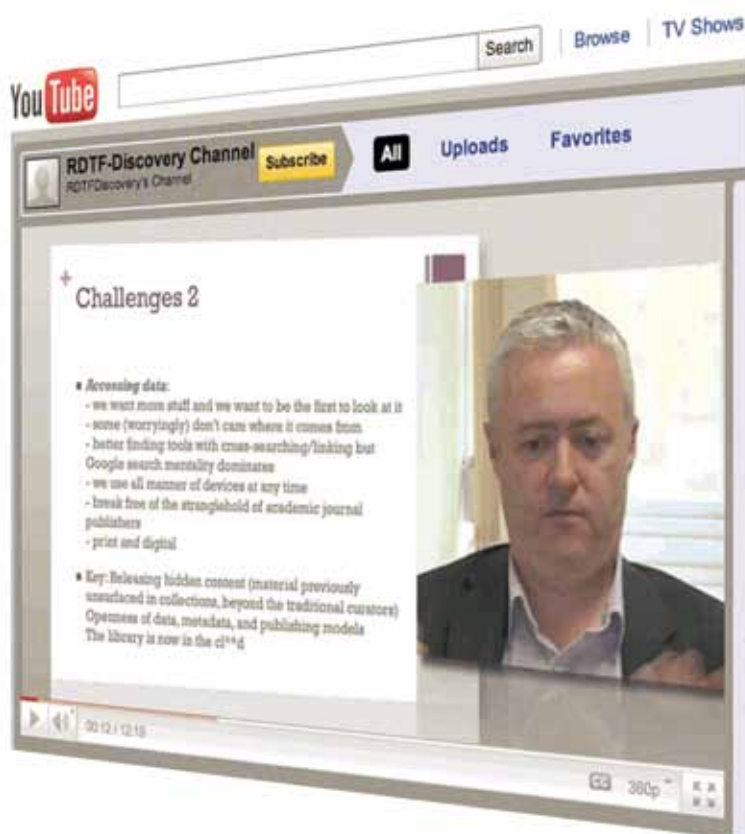 YouTube
Search
Browse
TV Shows
RDTF-Discovery Channel
RDTFDiscovery's Channel
Subscribe
All
Uploads
Favorites
Challenges 2
Accessing data:
- we want more stuff and we want to be the first to look at it
- some (worryingly) don't care where it comes from
- better finding tools with cross-searching/linking but
Google search mentality dominates
- we use all manner of devices at any time
- break free of the stranglehold of academic journal
publishers
- print and digital
Key: Releasing hidden content (material previously
unsurfaced in collections, beyond the traditional curators)
Openness of data, metadata, and publishing models
The library is now in the cl**d
00:12 / 12:19
CC
360p